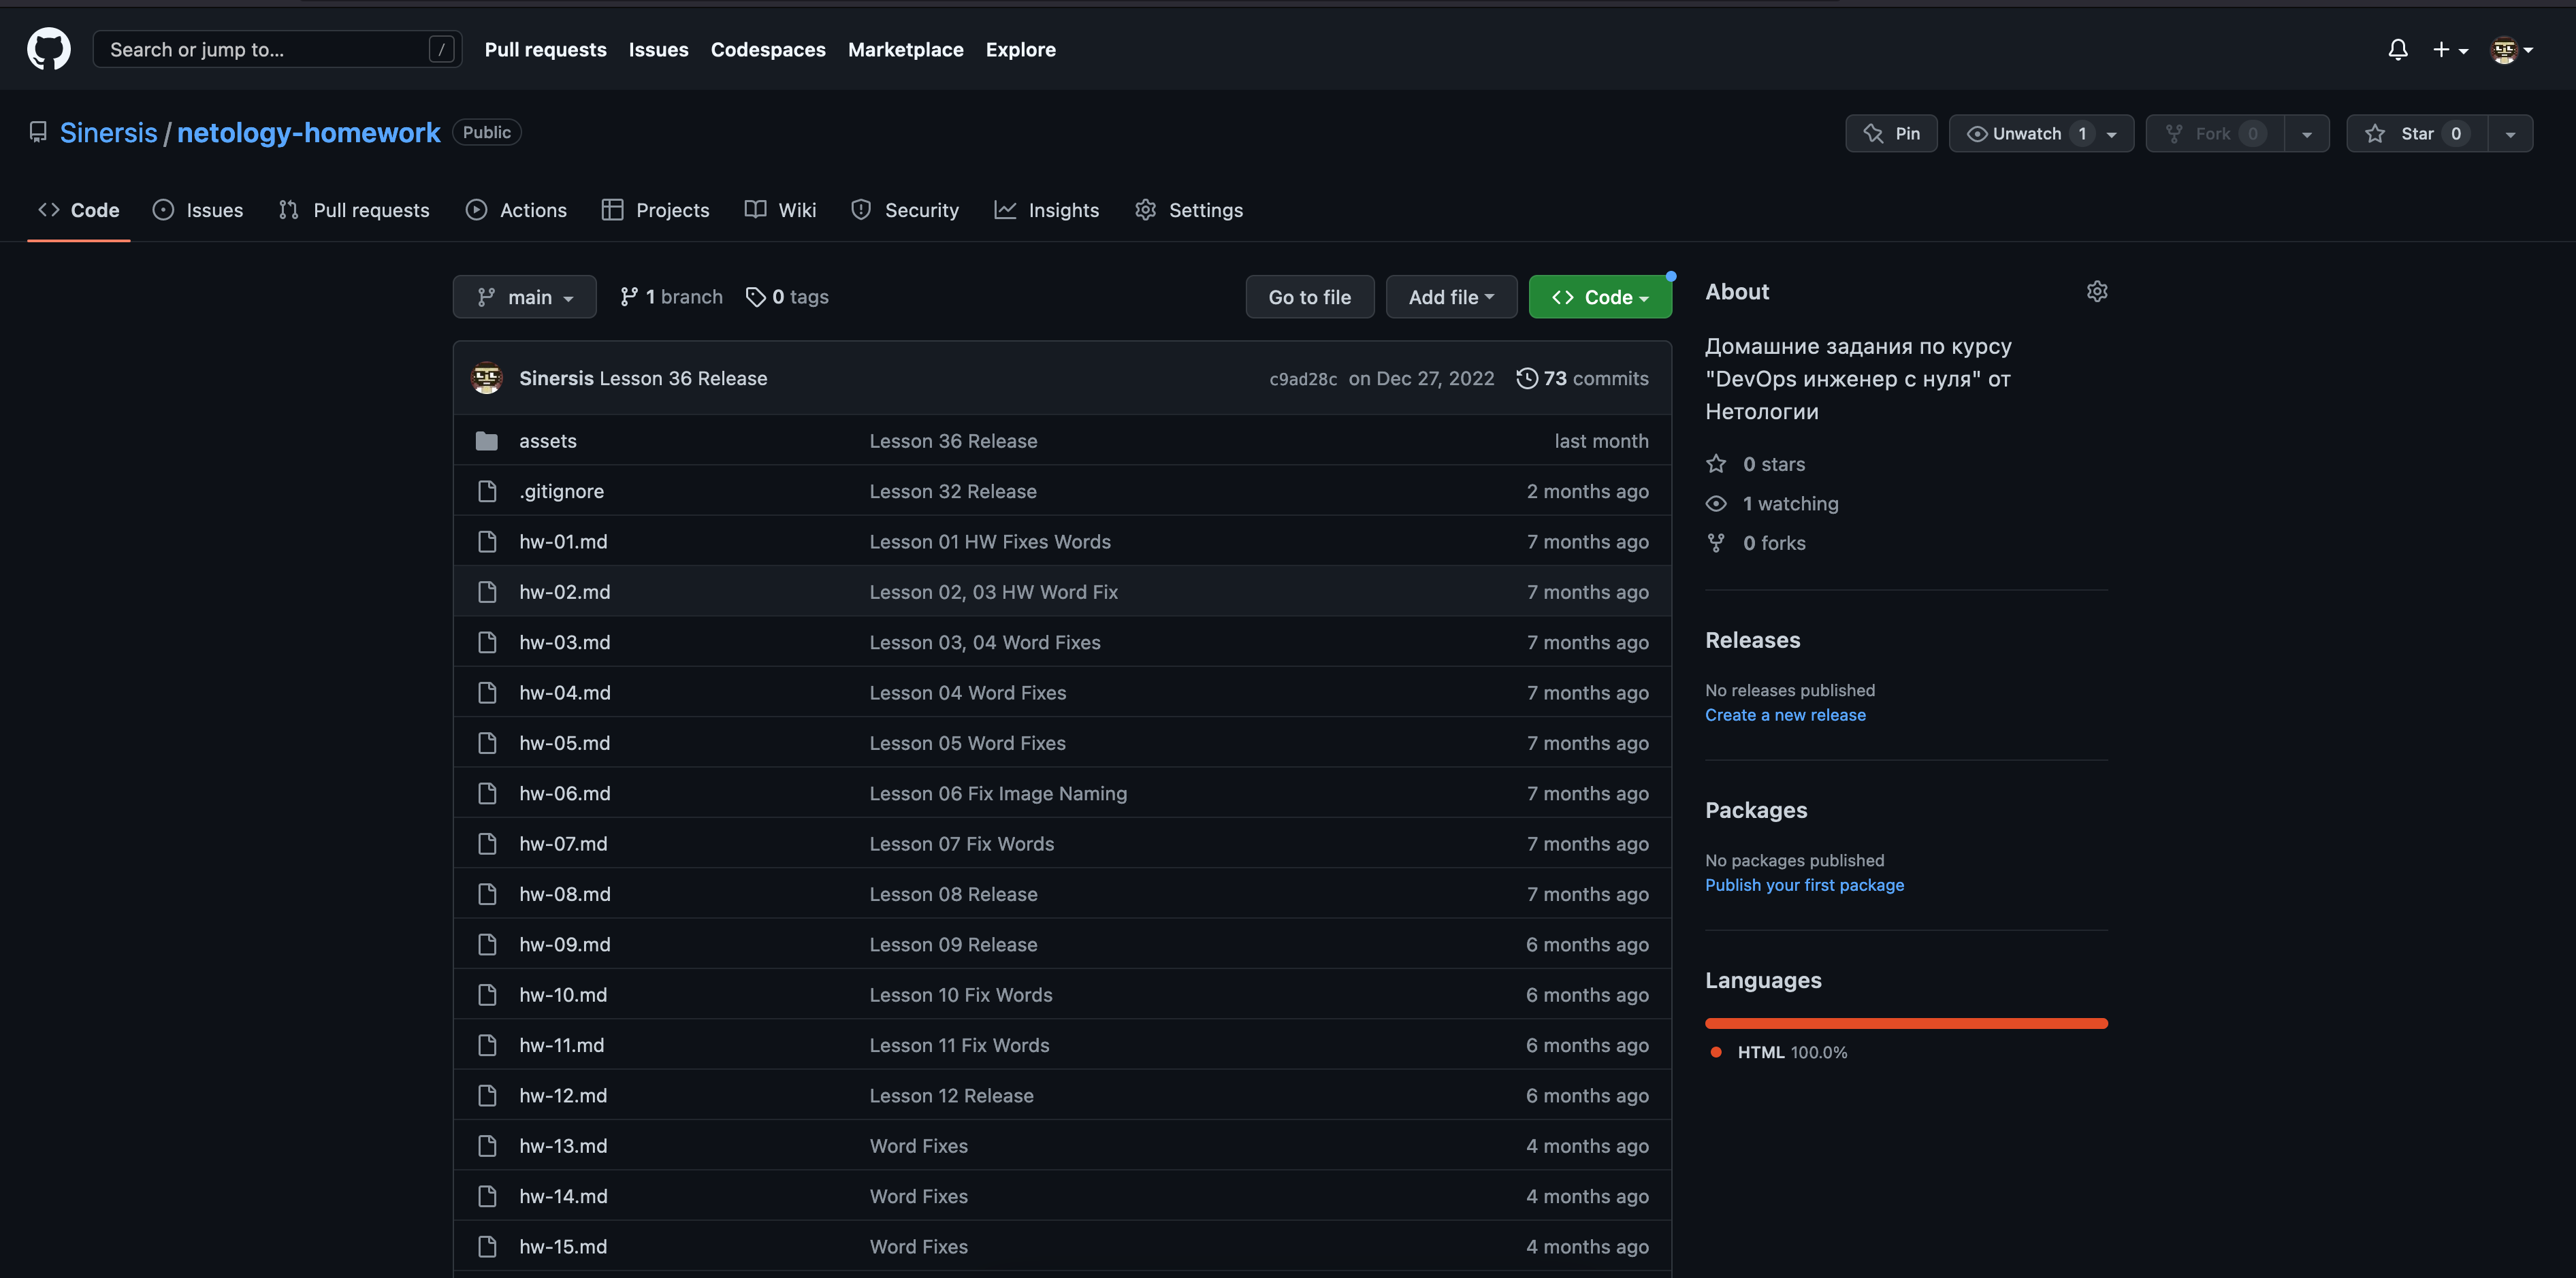 Search or jump to... /
Pull requests Issues Codespaces Marketplace Explore
Sinersis / netology-homework Public
Pin Unwatch 1 Fork 0 Star 0
Code Issues Pull requests Actions Projects Wiki Security Insights Settings
main 1 branch 0 tags Go to file Add file Code
Sinersis Lesson 36 Release c9ad28c on Dec 27, 2022 73 commits
assets Lesson 36 Release last month
.gitignore Lesson 32 Release 2 months ago
hw-01.md Lesson 01 HW Fixes Words 7 months ago
hw-02.md Lesson 02, 03 HW Word Fix 7 months ago
hw-03.md Lesson 03, 04 Word Fixes 7 months ago
hw-04.md Lesson 04 Word Fixes 7 months ago
hw-05.md Lesson 05 Word Fixes 7 months ago
hw-06.md Lesson 06 Fix Image Naming 7 months ago
hw-07.md Lesson 07 Fix Words 7 months ago
hw-08.md Lesson 08 Release 7 months ago
hw-09.md Lesson 09 Release 6 months ago
hw-10.md Lesson 10 Fix Words 6 months ago
hw-11.md Lesson 11 Fix Words 6 months ago
hw-12.md Lesson 12 Release 6 months ago
hw-13.md Word Fixes 4 months ago
hw-14.md Word Fixes 4 months ago
hw-15.md Word Fixes 4 months ago
About
Домашние задания по курсу
"DevOps инженер с нуля" от
Нетологии
0 stars
1 watching
0 forks
Releases
No releases published
Create a new release
Packages
No packages published
Publish your first package
Languages
HTML 100.0%